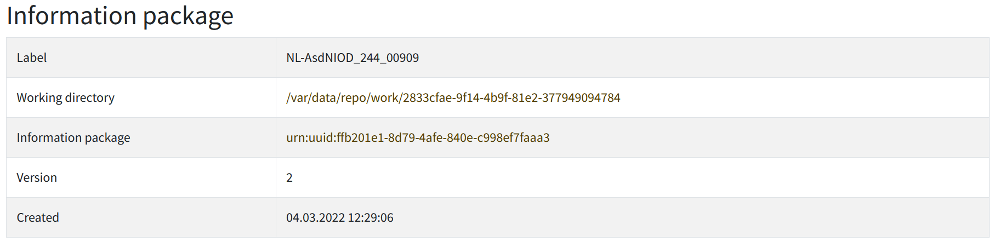 Information package
Label NL-AsdNIOD_244_00909
Working directory /var/data/repo/work/2833cfae-9f14-4b9f-81e2-377949094784
Information package urn:uuid:ffb201e1-8d79-4afe-840e-c998ef7faaa3
Version 2
Created 04.03.2022 12:29:06